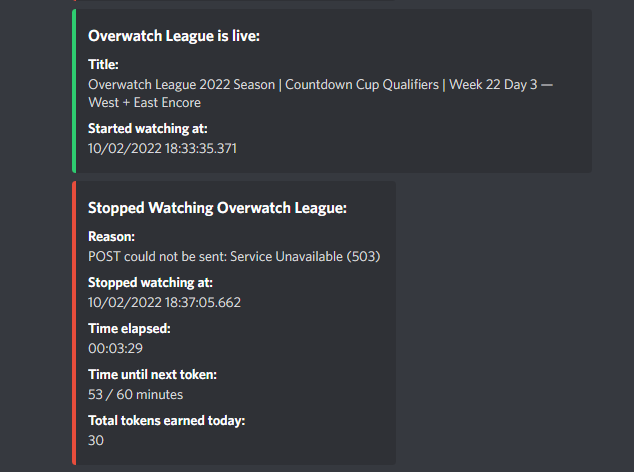 Overwatch League is live:
Title:
Overwatch League 2022 Season | Countdown Cup Qualifiers | Week 22 Day 3 —
West + East Encore
Started watching at:
10/02/2022 18:33:35.371
Stopped Watching Overwatch League:
Reason:
POST could not be sent: Service Unavailable (503)
Stopped watching at:
10/02/2022 18:37:05.662
Time elapsed:
00:03:29
Time until next token:
53 / 60 minutes
Total tokens earned today:
30